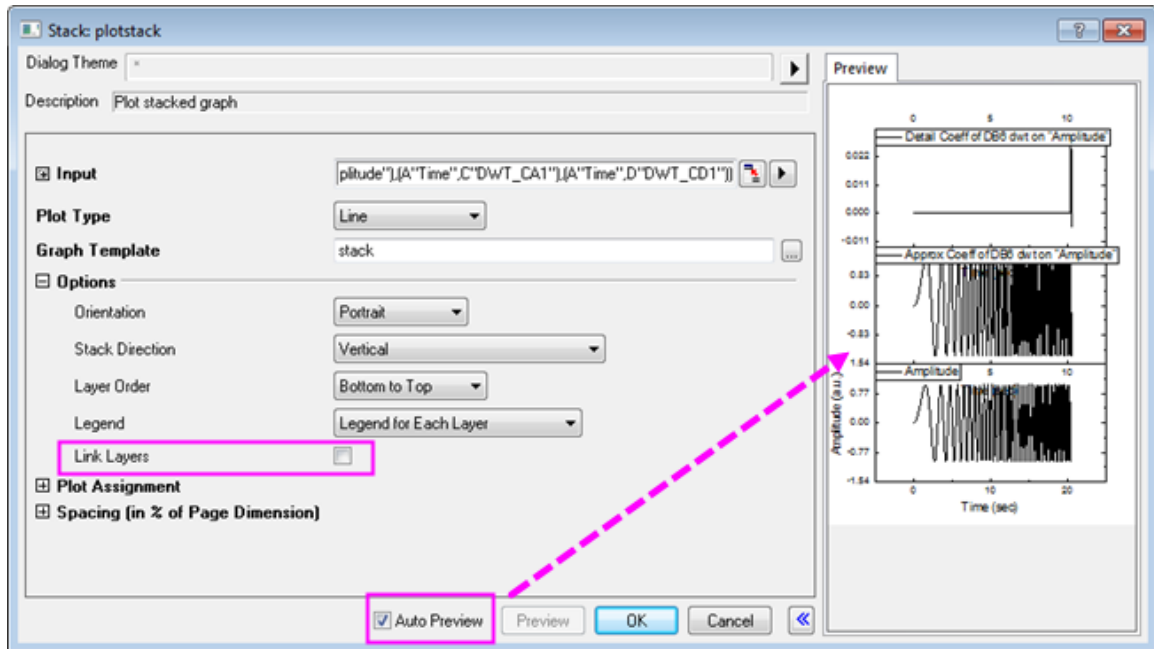 Stack: plotstack
Dialog Theme *
Description Plot stacked graph
Input plitude"),(A"Time",C"DWT_CA1"),(A"Time",D"DWT_CD1"))
Plot Type Line
Graph Template stack
...
Options
Orientation Portrait
Stack Direction Vertical
Layer Order Bottom to Top
Legend Legend for Each Layer
Link Layers
Plot Assignment
Spacing (in % of Page Dimension)
Auto Preview Preview OK Cancel
Preview
0 5 10
Detail Coeff of DB6 dwt on "Amplitude"
0.022
0.011
0.000
-0.011
Approx Coeff of DB6 dwt on "Amplitude"
0.83
0.00
-0.83
1.54 0 5 10
Amplitude
0.77
0.00
-0.77
-1.54
Amplitude (a.u.)
0 10 20
Time (sec)